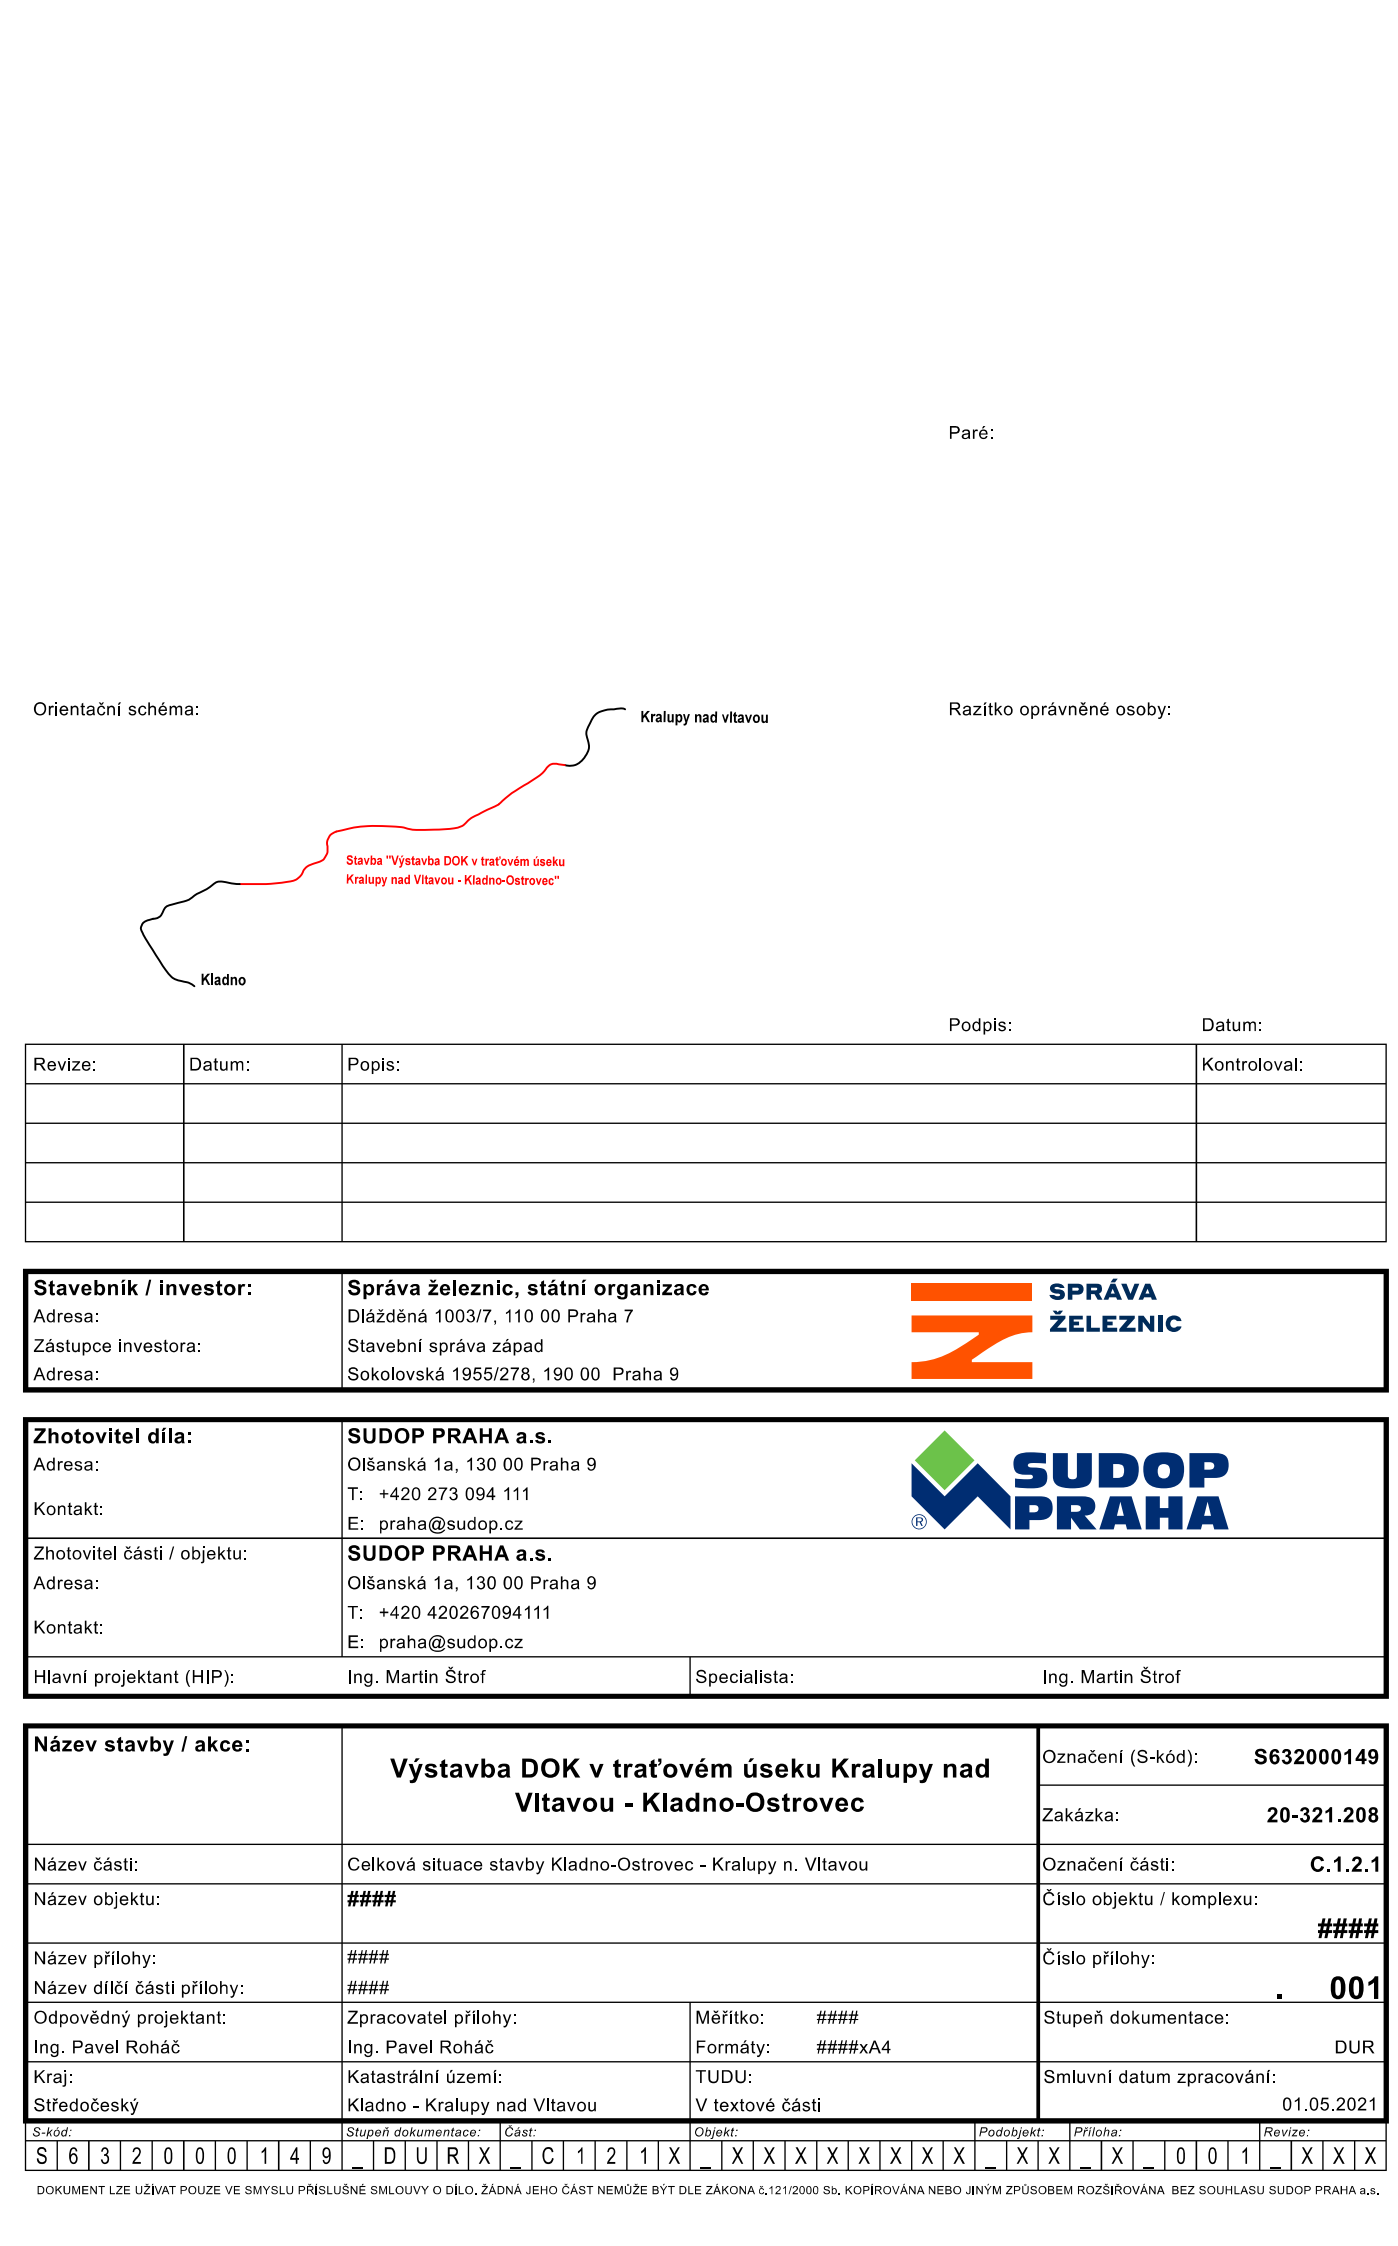 Paré:
Orientační schéma:
Kralupy nad vltavou
Razítko oprávněné osoby:
Stavba "Výstavba DOK v traťovém úseku
Kralupy nad Vltavou - Kladno-Ostrovec"
Kladno
Podpis: Datum:
Revize: Datum: Popis: Kontroloval:
Stavebník / investor: Správa železnic, státní organizace
Adresa: Dlážděná 1003/7, 110 00 Praha 7
Zástupce investora: Stavební správa západ
Adresa: Sokolovská 1955/278, 190 00 Praha 9
SPRÁVA
ŽELEZNIC
Zhotovitel díla: SUDOP PRAHA a.s.
Adresa: Olšanská 1a, 130 00 Praha 9
Kontakt: T: +420 273 094 111
E: praha@sudop.cz
SUDOP
PRAHA
®
Zhotovitel části / objektu: SUDOP PRAHA a.s.
Adresa: Olšanská 1a, 130 00 Praha 9
Kontakt: T: +420 420267094111
E: praha@sudop.cz
Hlavní projektant (HIP): Ing. Martin Štrof Specialista: Ing. Martin Štrof
Název stavby / akce:
Výstavba DOK v traťovém úseku Kralupy nad
Vltavou - Kladno-Ostrovec
Označení (S-kód): S632000149
Zakázka: 20-321.208
Název části: Celková situace stavby Kladno-Ostrovec - Kralupy n. Vltavou Označení části: C.1.2.1
Název objektu: #### Číslo objektu / komplexu:
####
Název přílohy: #### Číslo přílohy:
Název dílčí části přílohy: #### . 001
Odpovědný projektant: Zpracovatel přílohy: Měřítko: #### Stupeň dokumentace:
Ing. Pavel Roháč Ing. Pavel Roháč Formáty: ####xA4 DUR
Kraj: Katastrální území: TUDU: Smluvní datum zpracování:
Středočeský Kladno - Kralupy nad Vltavou V textové části 01.05.2021
S-kód: Stupeň dokumentace: Část: Objekt: Podobjekt: Příloha: Revize:
S 6 3 2 0 0 0 1 4 9 _ D U R X _ C 1 2 1 X _ X X X X X X X X _ X X _ X _ 0 0 1 _ X X X
DOKUMENT LZE UŽÍVAT POUZE VE SMYSLU PŘÍSLUŠNÉ SMLOUVY O DÍLO. ŽÁDNÁ JEHO ČÁST NEMŮŽE BÝT DLE ZÁKONA č.121/2000 Sb. KOPÍROVÁNA NEBO JINÝM ZPŮSOBEM ROZŠIŘOVÁNA BEZ SOUHLASU SUDOP PRAHA a.s.